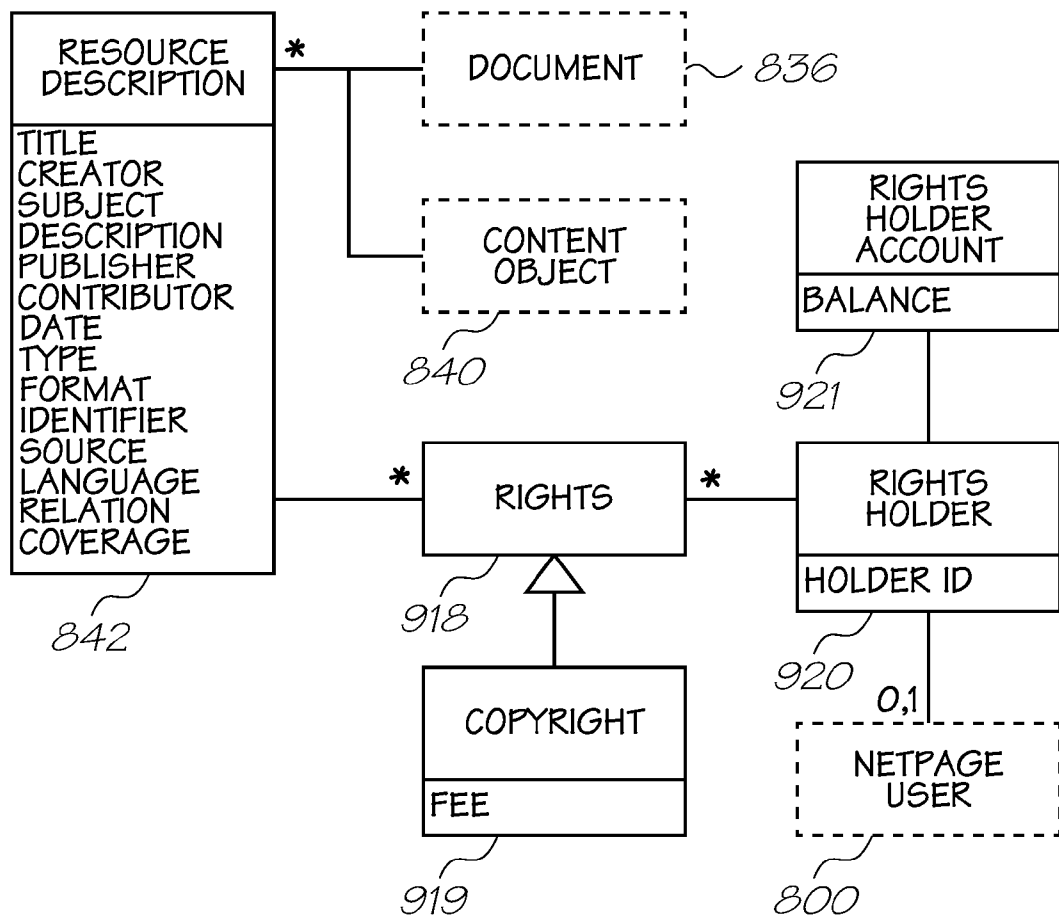 RESOURCE
DESCRIPTION
TITLE
CREATOR
SUBJECT
DESCRIPTION
PUBLISHER
CONTRIBUTOR
DATE
TYPE
FORMAT
IDENTIFIER
SOURCE
LANGUAGE
RELATION
COVERAGE
842
*
DOCUMENT
836
CONTENT
OBJECT
840
RIGHTS
HOLDER
ACCOUNT
BALANCE
921
*
RIGHTS
918
*
RIGHTS
HOLDER
HOLDER ID
920
COPYRIGHT
FEE
919
0,1
NETPAGE
USER
800